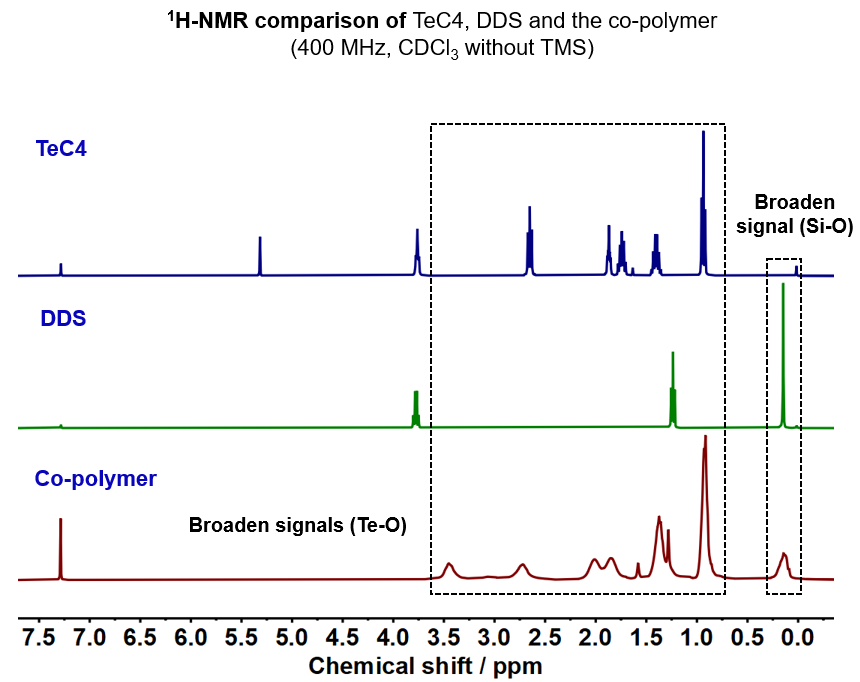 ¹H-NMR comparison of TeC4, DDS and the co-polymer
(400 MHz, CDCl₃ without TMS)
TeC4
Broaden
signal (Si-O)
DDS
Co-polymer
Broaden signals (Te-O)
7.5 7.0 6.5 6.0 5.5 5.0 4.5 4.0 3.5 3.0 2.5 2.0 1.5 1.0 0.5 0.0
Chemical shift / ppm